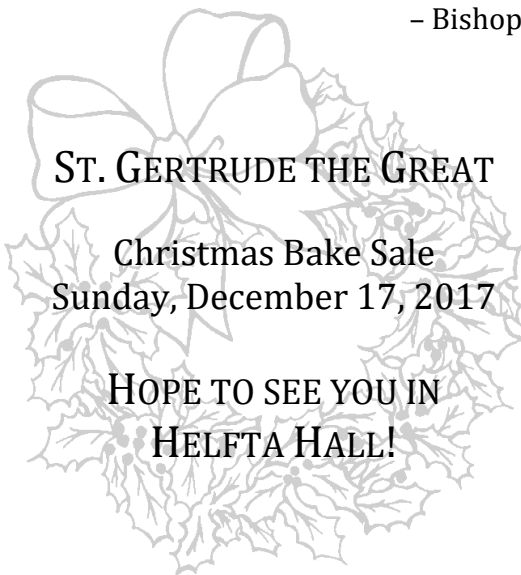 – Bishop
ST. GERTRUDE THE GREAT
Christmas Bake Sale
Sunday, December 17, 2017
HOPE TO SEE YOU IN
HELFTA HALL!